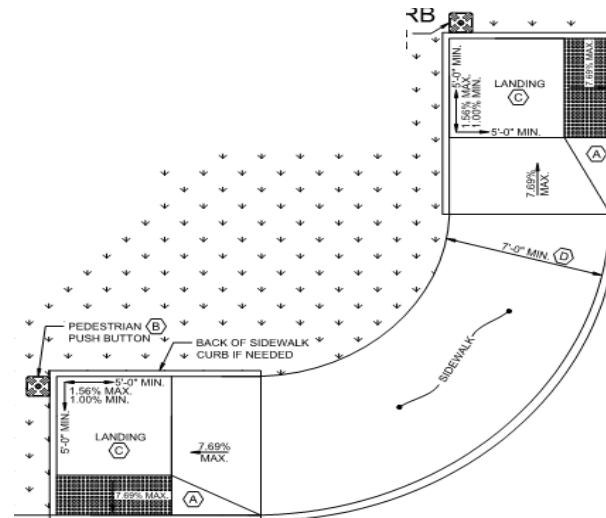 RB
7.69% MAX.
5'-0" MIN.
1.56% MAX.
1.00% MIN.
LANDING
C
5'-0" MIN.
A
7.69%
MAX.
7'-0" MIN. D
PEDESTRIAN B
PUSH BUTTON
BACK OF SIDEWALK
CURB IF NEEDED
SIDEWALK
5'-0" MIN.
1.56% MAX.
1.00% MIN.
5'-0" MIN.
LANDING
C
7.69%
MAX.
7.69% MAX.
A